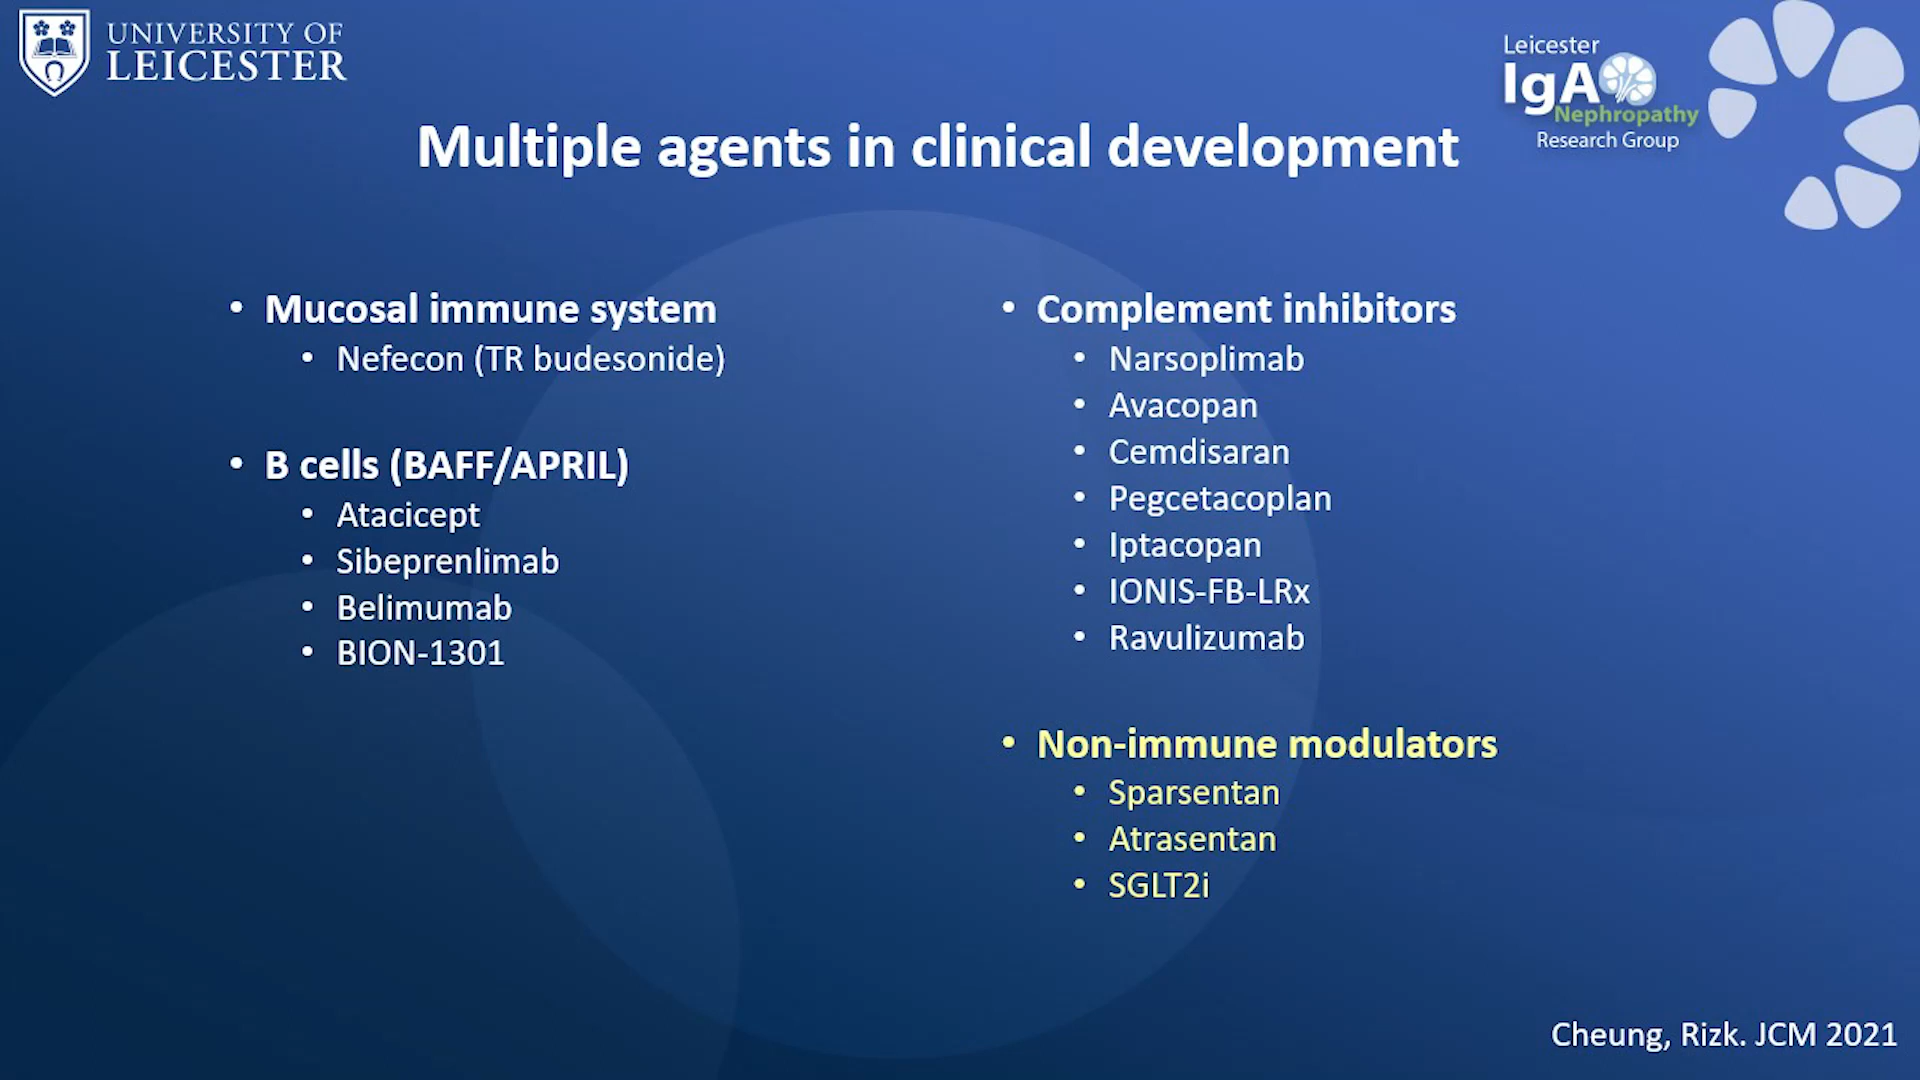 UNIVERSITY OF
LEICESTER
Leicester
IgA
Nephropathy
Research Group
Multiple agents in clinical development
• Mucosal immune system
• Nefecon (TR budesonide)
• B cells (BAFF/APRIL)
• Atacicept
• Sibeprenlimab
• Belimumab
• BION-1301
• Complement inhibitors
• Narsoplimab
• Avacopan
• Cemdisaran
• Pegcetacoplan
• Iptacopan
• IONIS-FB-LRx
• Ravulizumab
• Non-immune modulators
• Sparsentan
• Atrasentan
• SGLT2i
Cheung, Rizk. JCM 2021